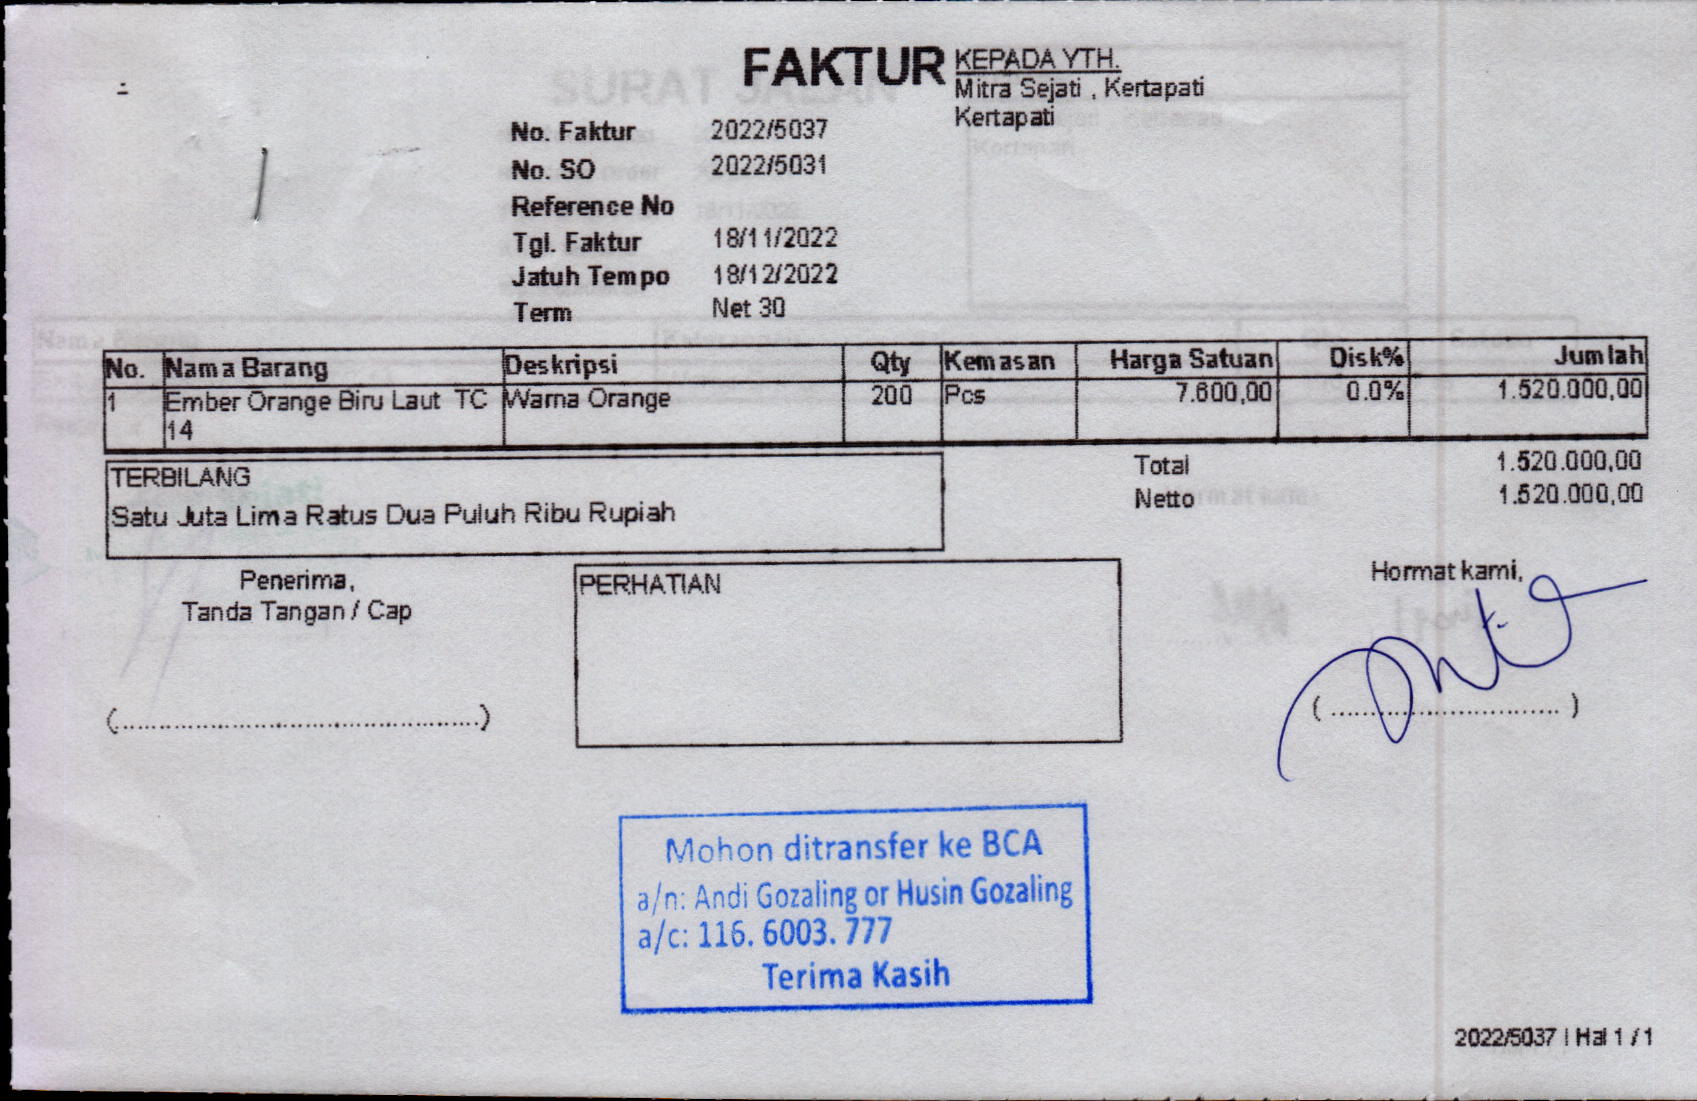 FAKTUR
KEPADA YTH.
Mitra Sejati , Kertapati
Kertapati
No. Faktur 2022/5037
No. SO 2022/5031
Reference No
Tgl. Faktur 18/11/2022
Jatuh Tempo 18/12/2022
Term Net 30
No. Nama Barang Deskripsi Qty Kemasan Harga Satuan Disk% Jumlah
1 Ember Orange Biru Laut TC Warna Orange 200 Pcs 7.600,00 0.0% 1.520.000,00
14
TERBILANG
Satu Juta Lima Ratus Dua Puluh Ribu Rupiah
Total 1.520.000,00
Netto 1.520.000,00
Penerima,
Tanda Tangan / Cap
(..........................................)
PERHATIAN
Hormat kami,
( ............................ )
Mohon ditransfer ke BCA
a/n: Andi Gozaling or Husin Gozaling
a/c: 116. 6003. 777
Terima Kasih
2022/5037 | Hal 1 / 1